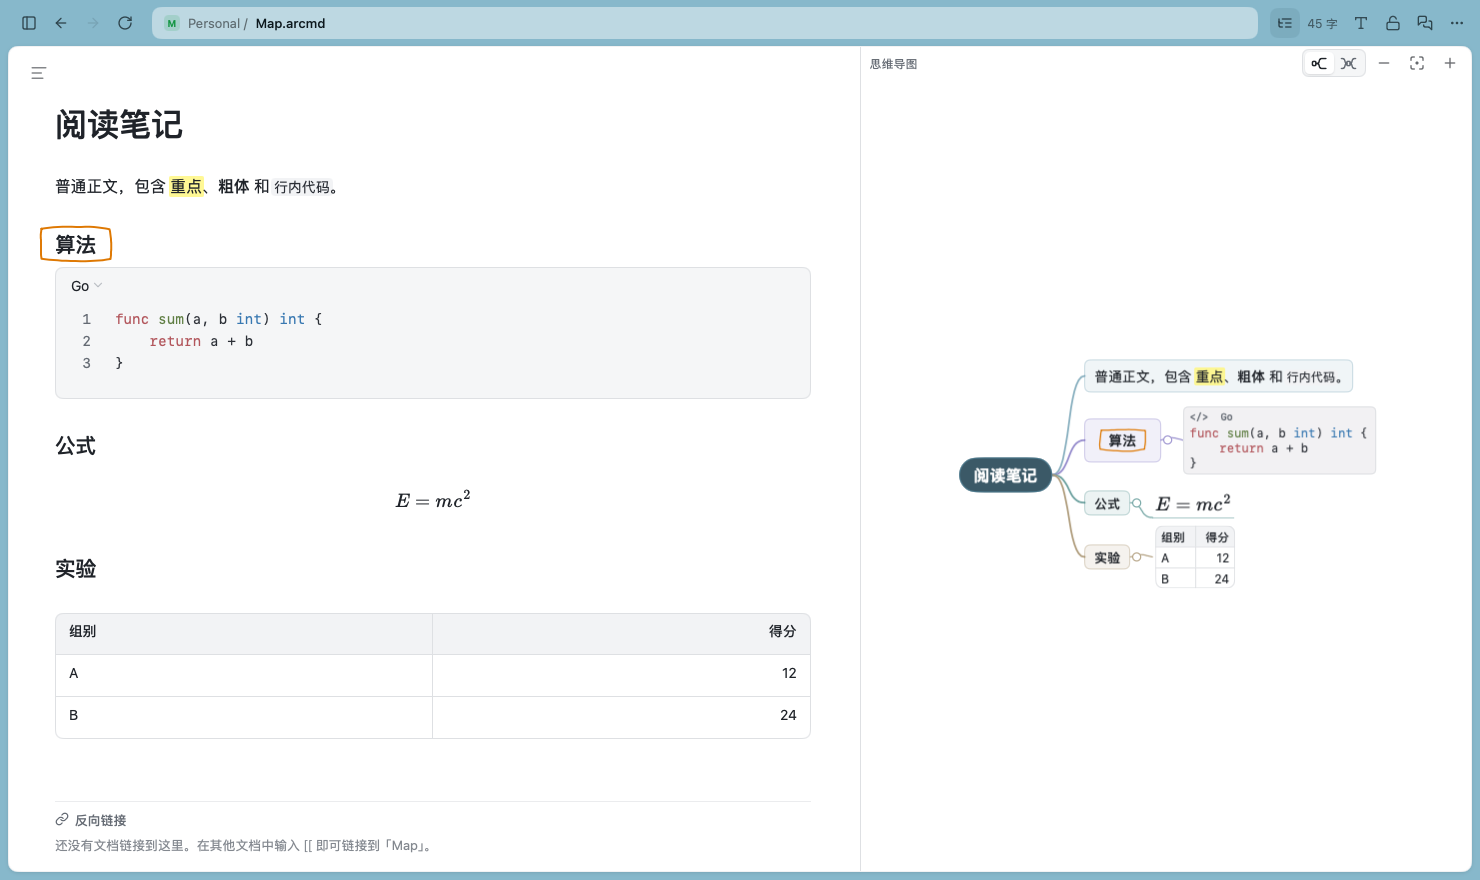 M Personal / Map.arcmd
45 字
阅读笔记
普通正文，包含 重点、粗体 和 行内代码。
算法
Go
1 func sum(a, b int) int {
2     return a + b
3 }
公式
E = mc²
实验
组别 得分
A 12
B 24
反向链接
还没有文档链接到这里。在其他文档中输入 [[ 即可链接到「Map」。
思维导图
普通正文，包含 重点、粗体 和 行内代码。
算法
</> Go
func sum(a, b int) int {
    return a + b
}
阅读笔记
公式
E = mc²
实验
组别 得分
A 12
B 24